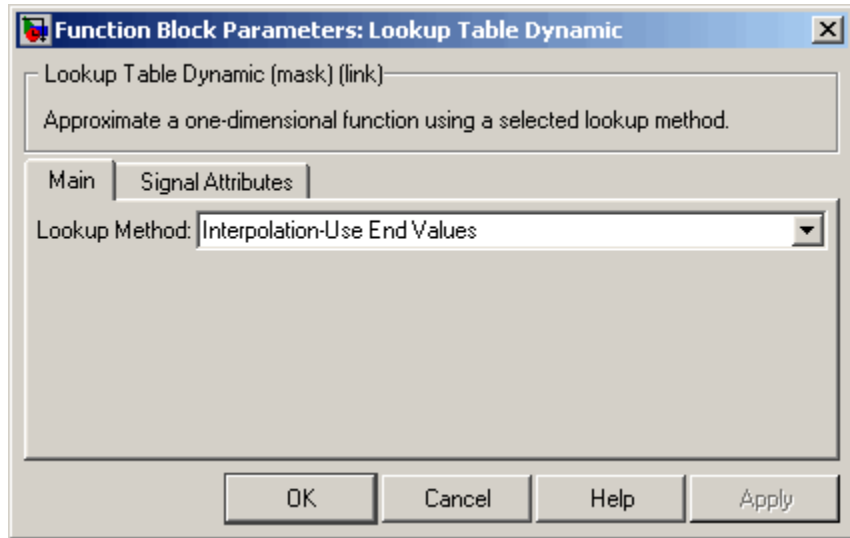 Function Block Parameters: Lookup Table Dynamic
Lookup Table Dynamic (mask) (link)
Approximate a one-dimensional function using a selected lookup method.
Main Signal Attributes
Lookup Method: Interpolation-Use End Values
OK Cancel Help Apply